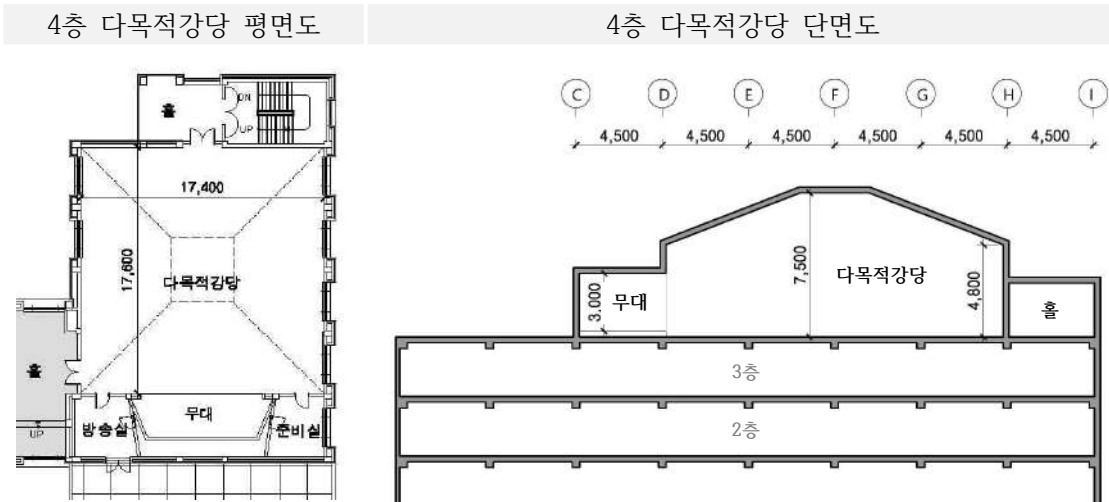 4층 다목적강당 평면도
4층 다목적강당 단면도
홀
DN
UP
17,400
17,600
다목적강당
홀
UP
방송실
무대
준비실
C D E F G H I
4,500 4,500 4,500 4,500 4,500 4,500
7,500
다목적강당
4,800
3.000
무대
홀
3층
2층